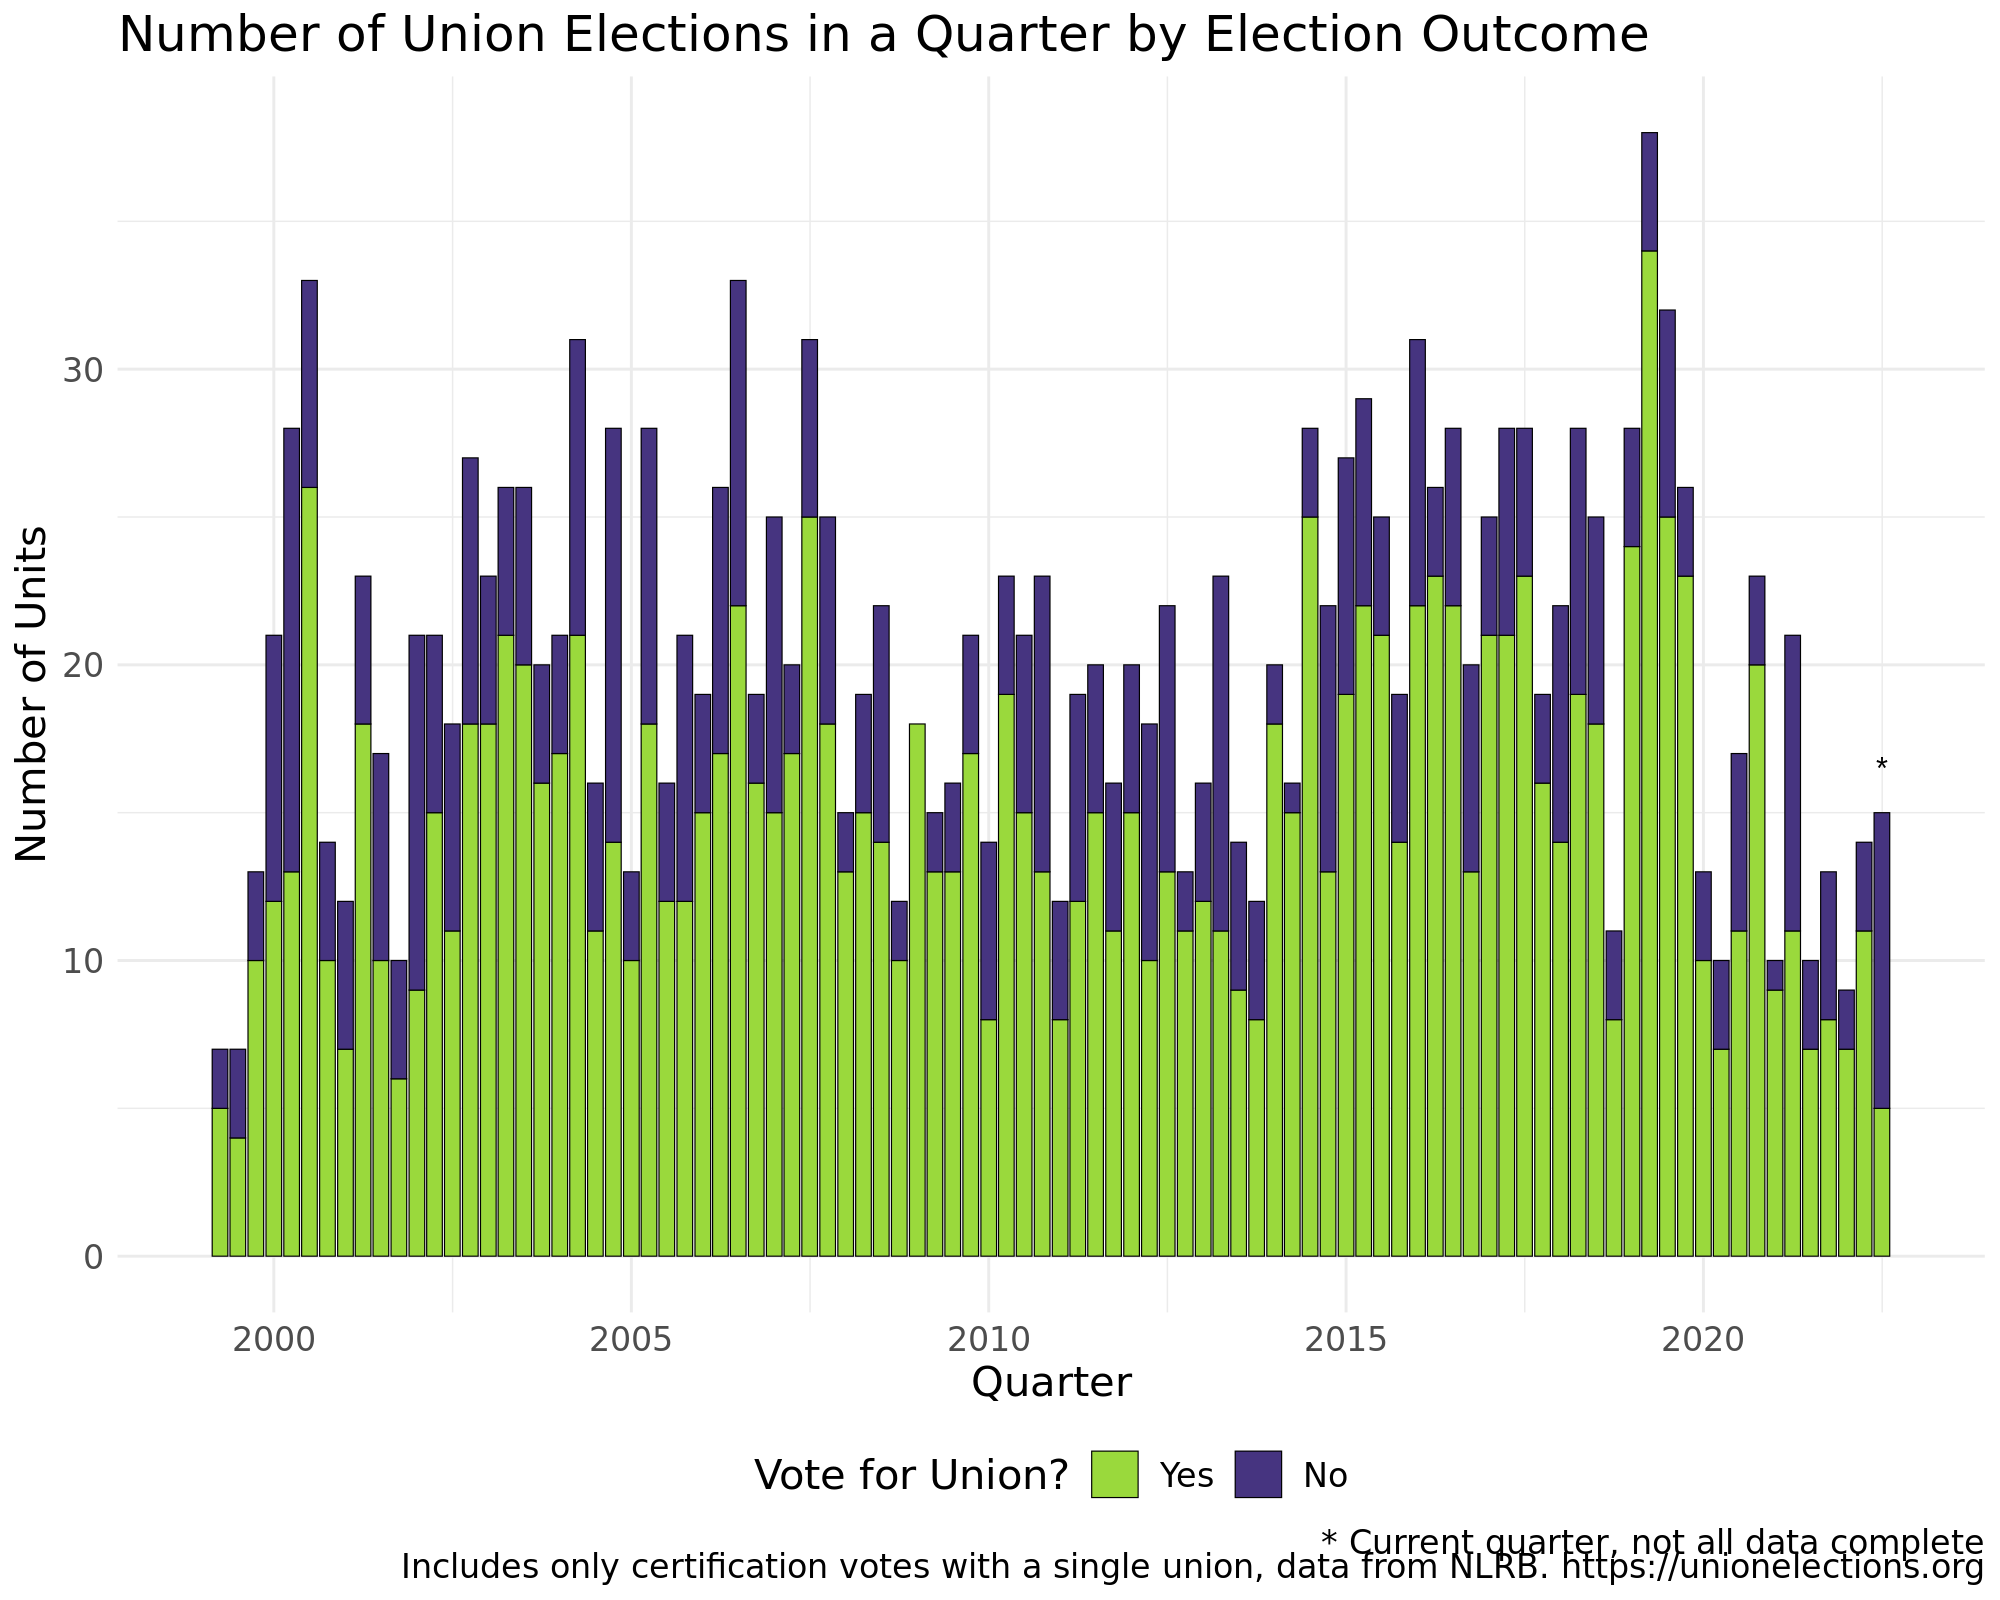 Number of Union Elections in a Quarter by Election Outcome
Number of Units
30
20
10
0
*
2000 2005 2010 2015 2020
Quarter
Vote for Union? Yes No
* Current quarter, not all data complete
Includes only certification votes with a single union, data from NLRB. https://unionelections.org